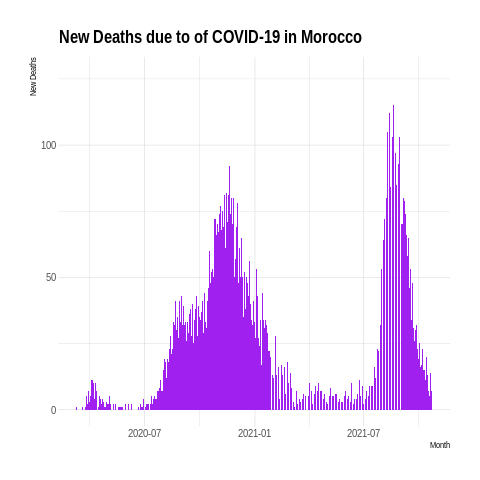 New Deaths due to of COVID-19 in Morocco
New Deaths
100
50
0
2020-07
2021-01
2021-07
Month